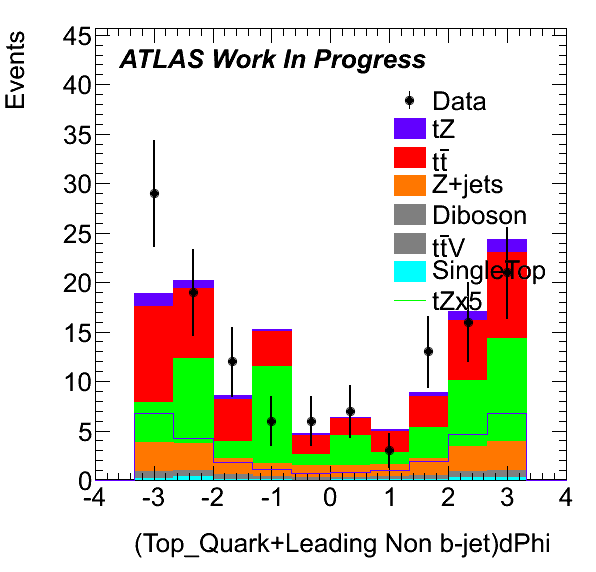 Events
45
40
35
30
25
20
15
10
5
0
ATLAS Work In Progress
Data
tZ
tt̄
Z+jets
Diboson
tt̄V
SingleTop
tZx5
-4 -3 -2 -1 0 1 2 3 4
(Top_Quark+Leading Non b-jet)dPhi